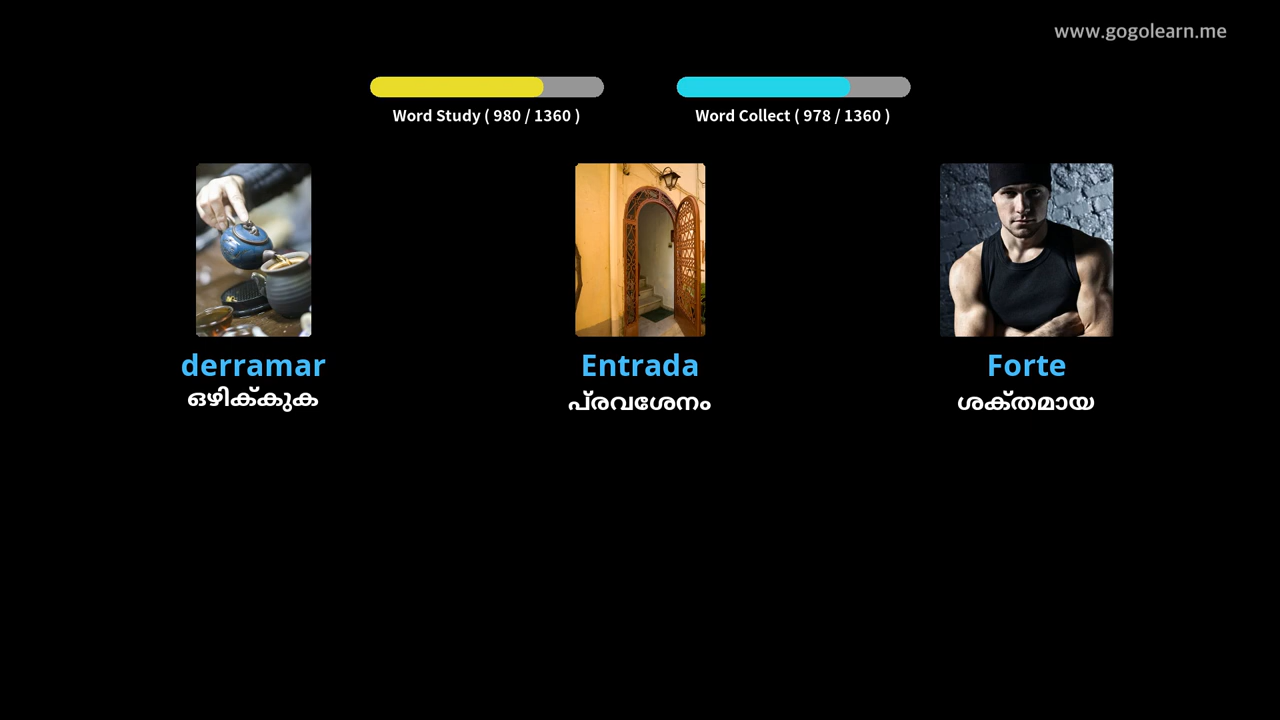 www.gogolearn.me
Word Study ( 980 / 1360 )
Word Collect ( 978 / 1360 )
derramar
ഒഴിക്കുക
Entrada
പ്രവേശനം
Forte
ശക്തമായ